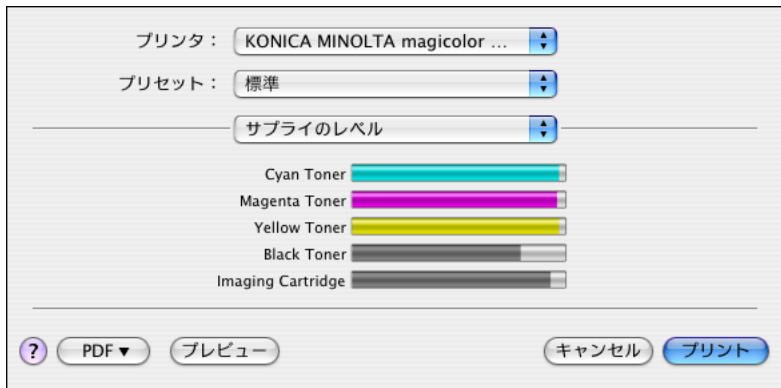 プリンタ： KONICA MINOLTA magicolor ...
プリセット： 標準
サプライのレベル
Cyan Toner
Magenta Toner
Yellow Toner
Black Toner
Imaging Cartridge
? PDF▼ プレビュー キャンセル プリント